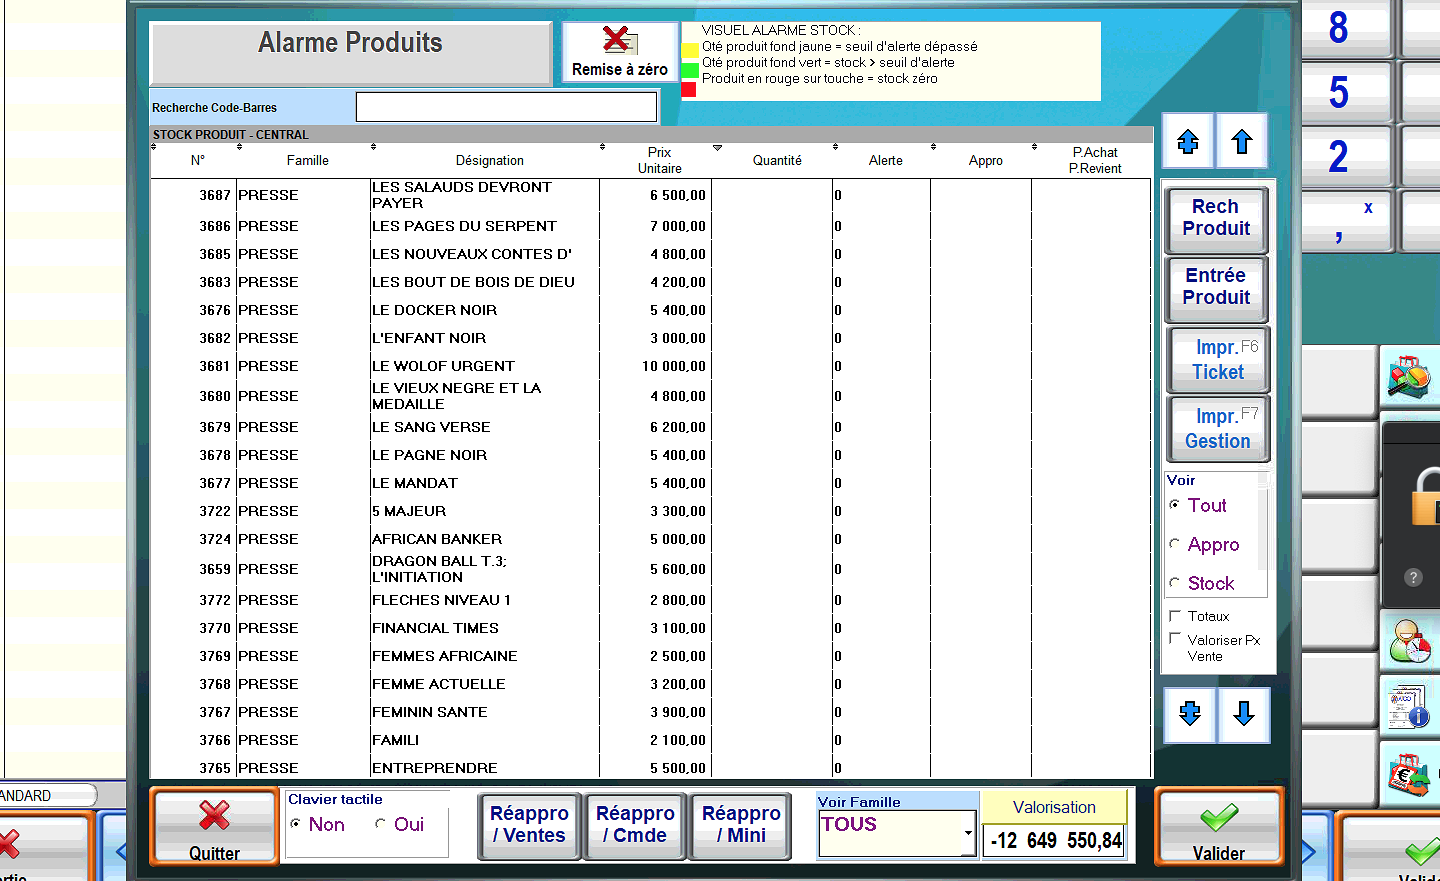 Alarme Produits
Remise à zéro
VISUEL ALARME STOCK :
Qté produit fond jaune = seuil d'alerte dépassé
Qté produit fond vert = stock > seuil d'alerte
Produit en rouge sur touche = stock zéro
Recherche Code-Barres
STOCK PRODUIT - CENTRAL
N° Famille Désignation Prix Unitaire Quantité Alerte Appro P.Achat P.Revient
3687 PRESSE LES SALAUDS DEVRONT PAYER 6 500,00 0
3686 PRESSE LES PAGES DU SERPENT 7 000,00 0
3685 PRESSE LES NOUVEAUX CONTES D' 4 800,00 0
3683 PRESSE LES BOUT DE BOIS DE DIEU 4 200,00 0
3676 PRESSE LE DOCKER NOIR 5 400,00 0
3682 PRESSE L'ENFANT NOIR 3 000,00 0
3681 PRESSE LE WOLOF URGENT 10 000,00 0
3680 PRESSE LE VIEUX NEGRE ET LA MEDAILLE 4 800,00 0
3679 PRESSE LE SANG VERSE 6 200,00 0
3678 PRESSE LE PAGNE NOIR 5 400,00 0
3677 PRESSE LE MANDAT 5 400,00 0
3722 PRESSE 5 MAJEUR 3 300,00 0
3724 PRESSE AFRICAN BANKER 5 000,00 0
3659 PRESSE DRAGON BALL T.3; L'INITIATION 5 600,00 0
3772 PRESSE FLECHES NIVEAU 1 2 800,00 0
3770 PRESSE FINANCIAL TIMES 3 100,00 0
3769 PRESSE FEMMES AFRICAINE 2 500,00 0
3768 PRESSE FEMME ACTUELLE 3 200,00 0
3767 PRESSE FEMININ SANTE 3 900,00 0
3766 PRESSE FAMILI 2 100,00 0
3765 PRESSE ENTREPRENDRE 5 500,00 0
Rech
Produit
Entrée
Produit
Impr. F6
Ticket
Impr. F7
Gestion
Voir
Tout
Appro
Stock
Totaux
Valoriser Px
Vente
8
5
2
x
,
?
ANDARD
rtie
Quitter
Clavier tactile
Non Oui
Réappro
/ Ventes
Réappro
/ Cmde
Réappro
/ Mini
Voir Famille
TOUS
Valorisation
-12 649 550,84
Valider
Valide